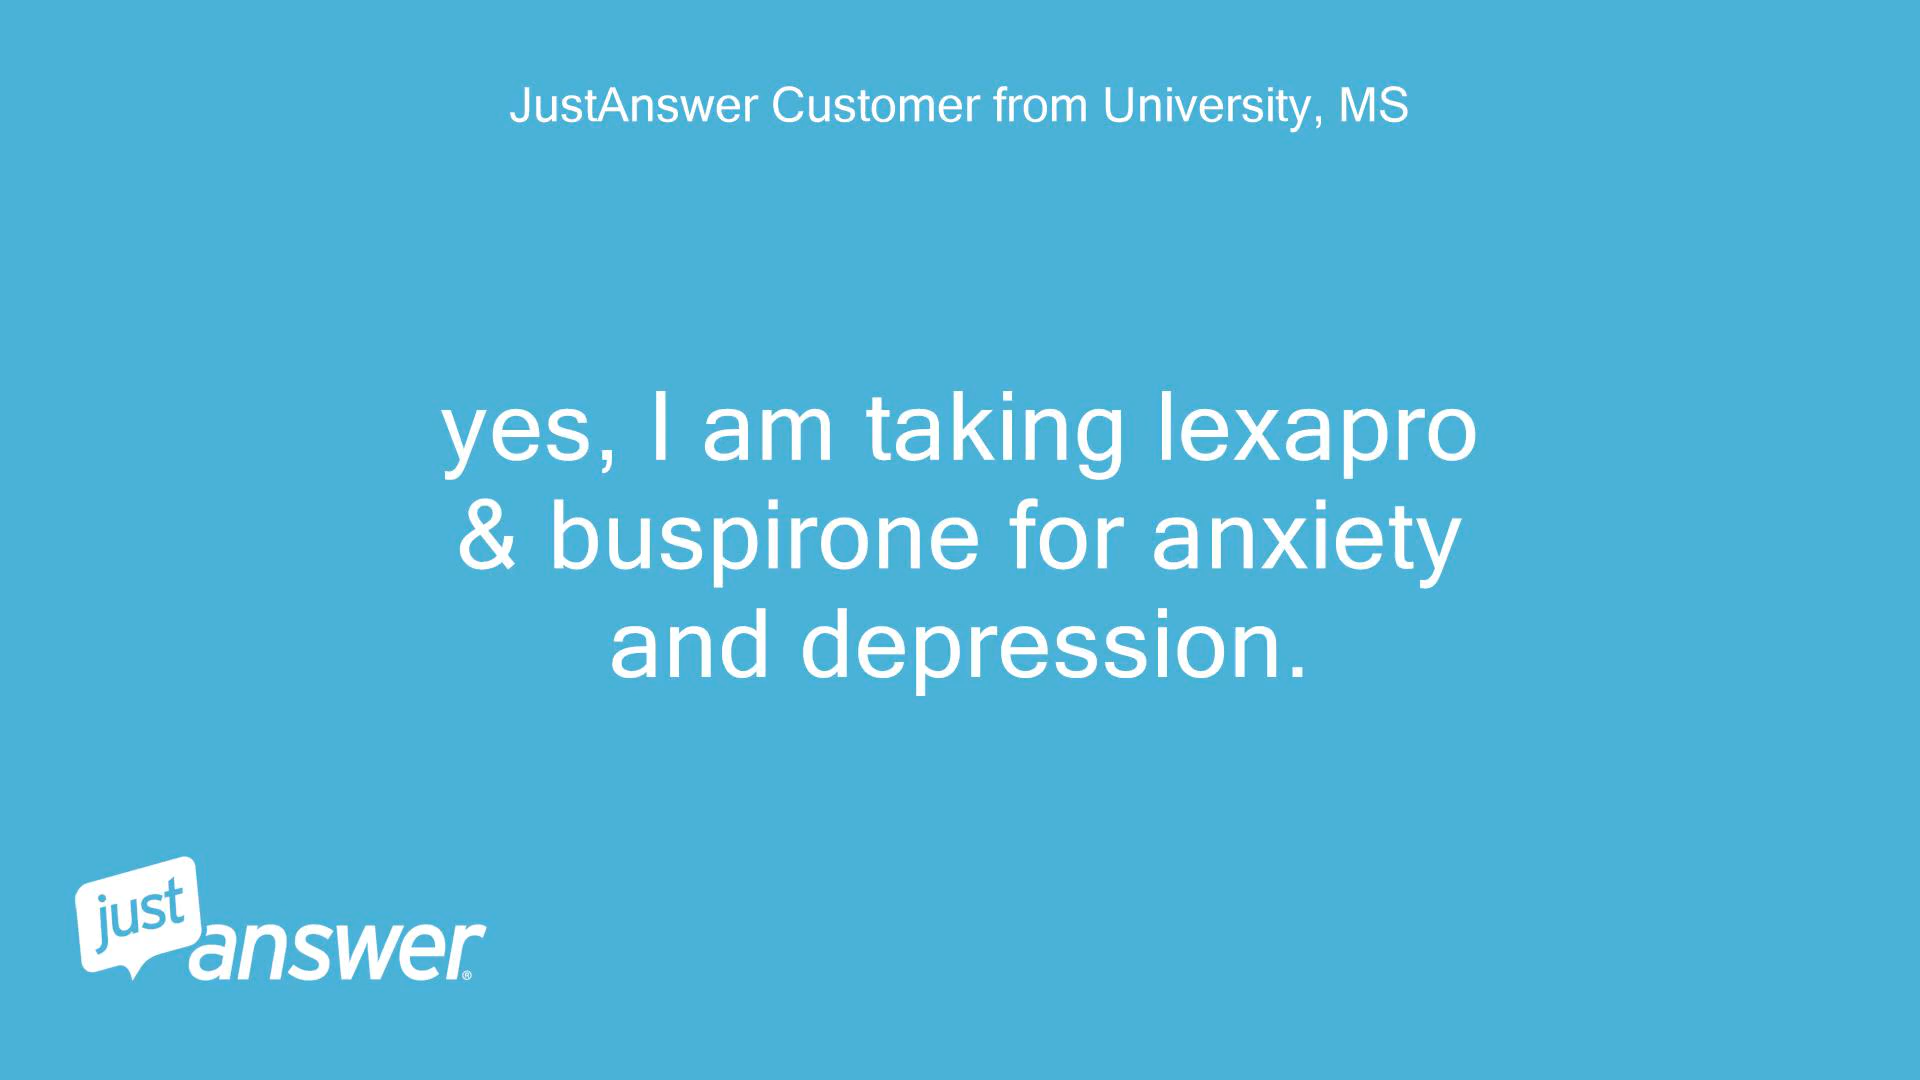 JustAnswer Customer from University, MS
yes, I am taking lexapro
& buspirone for anxiety
and depression.
just
answer®